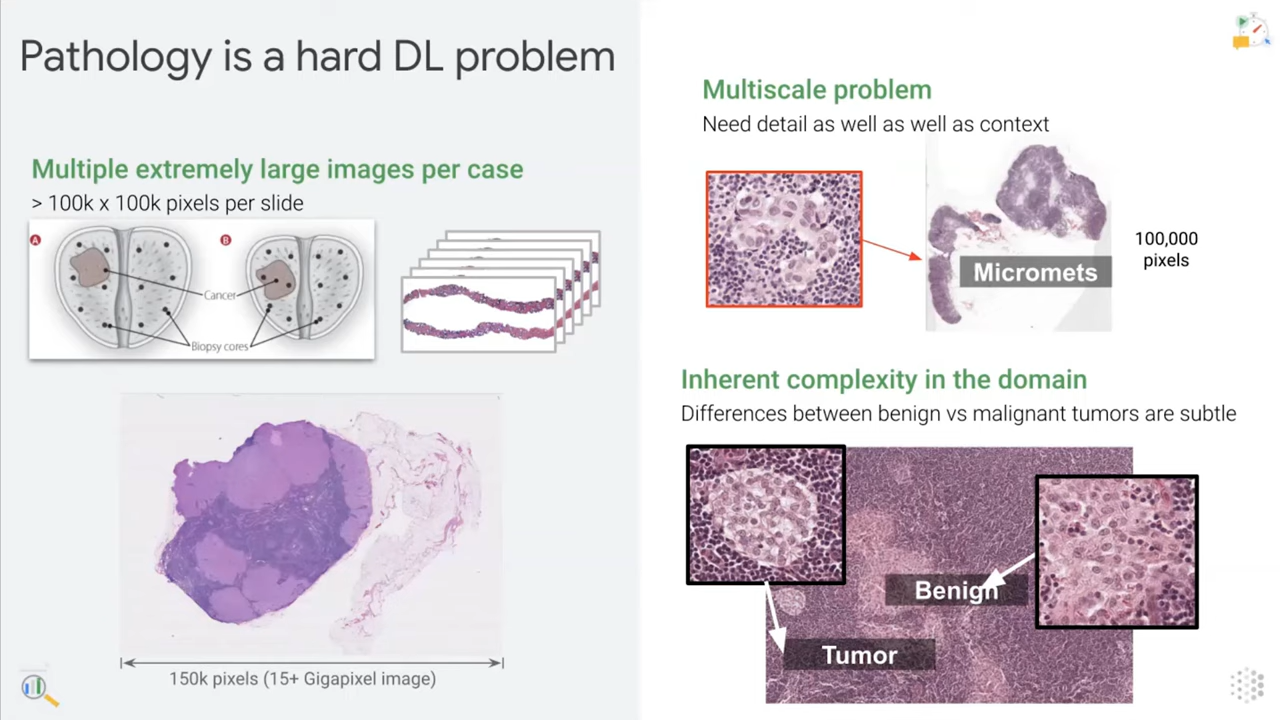 Pathology is a hard DL problem
Multiple extremely large images per case
> 100k x 100k pixels per slide
A
B
Cancer
Biopsy cores
150k pixels (15+ Gigapixel image)
Multiscale problem
Need detail as well as well as context
Micromets
100,000
pixels
Inherent complexity in the domain
Differences between benign vs malignant tumors are subtle
Benign
Tumor